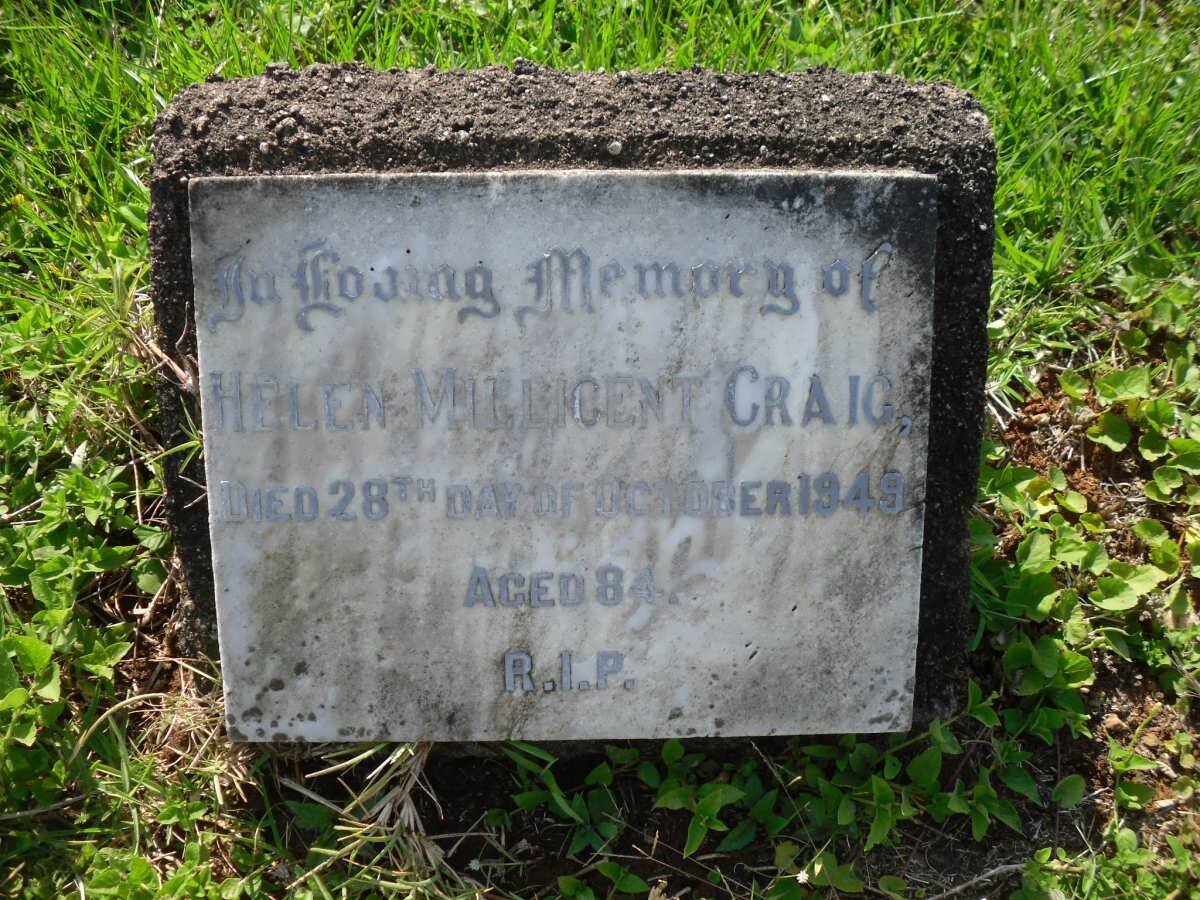 In Loving Memory of
HELEN MILLICENT CRAIG,
DIED 28TH DAY OF OCTOBER 1949
AGED 84.
R.I.P.